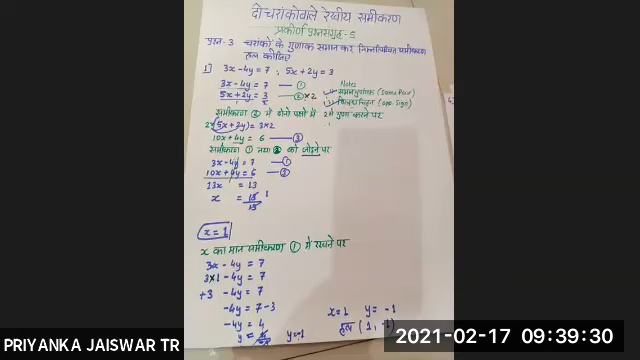 दो चरांकोवाले रेखीय समीकरण
प्रकीर्ण प्रश्नसंग्रह - 5
प्रश्न - 3 चरांकों के गुणांक समान कर निम्नलिखित समीकरण
हल कीजिए
1] 3x - 4y = 7 ; 5x + 2y = 3
3x - 4y = 7 — ①
5x + 2y = 3 — ② × 2
Notes
समान गुणांक (Same Pair)
(opp. Sign)
समीकरण ② में दोनो पक्षों में 2 से गुणा करने पर
2 × (5x + 2y) = 3 × 2
10x + 4y = 6 — ③
समीकरण ① तथा ③ को जोड़ने पर
3x - 4y = 7 — ①
10x + 4y = 6 — ③
13x = 13
x = 13/13 1
x = 1
x का मान समीकरण ① में रखने पर
3x - 4y = 7
3×1 - 4y = 7
+3 - 4y = 7
-4y = 7 - 3
-4y = 4
y = -1
x = 1 y = -1
हल (1, -1)
PRIYANKA JAISWAR TR
2021-02-17 09:39:30